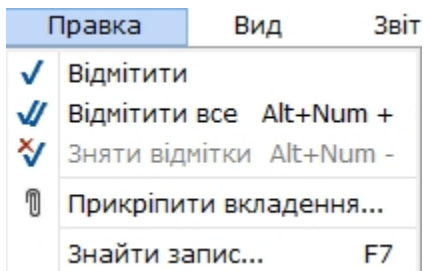 Правка Вид Звіт
Відмітити
Відмітити все Alt+Num +
Зняти відмітки Alt+Num -
Прикріпити вкладення...
Знайти запис... F7